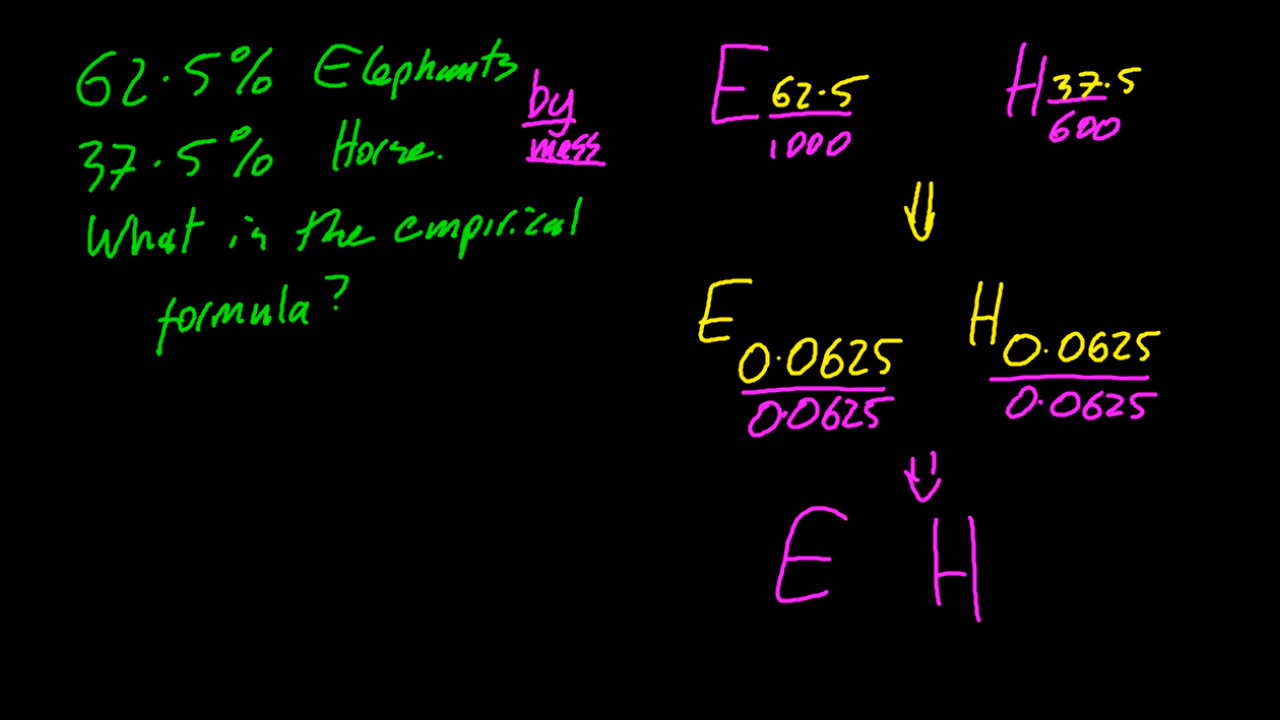 62.5% Elephants by
37.5% Horse. mass
What is the empirical
formula?
E 62.5 H 37.5
1000 600
⇓
E 0.0625 H 0.0625
0.0625 0.0625
⇓
E H